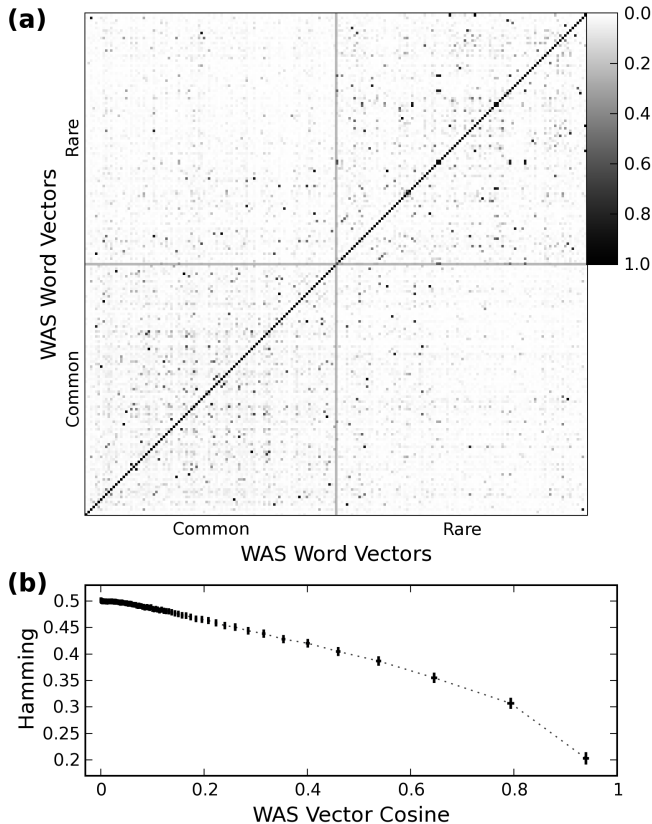 (a)
WAS Word Vectors
Rare
Common
0.0
0.2
0.4
0.6
0.8
1.0
Common Rare
WAS Word Vectors
(b)
Hamming
0.5
0.45
0.4
0.35
0.3
0.25
0.2
0 0.2 0.4 0.6 0.8 1
WAS Vector Cosine